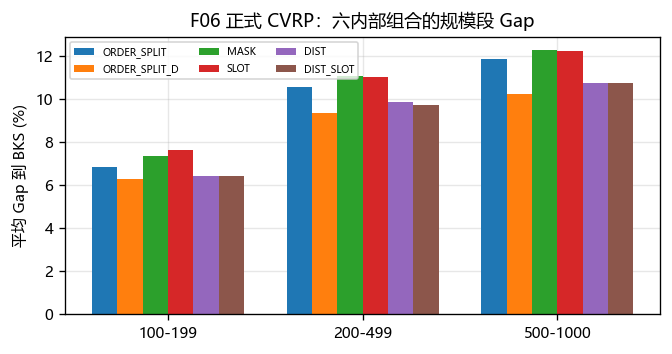 F06 正式 CVRP：六内部组合的规模段 Gap
ORDER_SPLIT
ORDER_SPLIT_D
MASK
SLOT
DIST
DIST_SLOT
平均 Gap 到 BKS (%)
12
10
8
6
4
2
0
100-199
200-499
500-1000